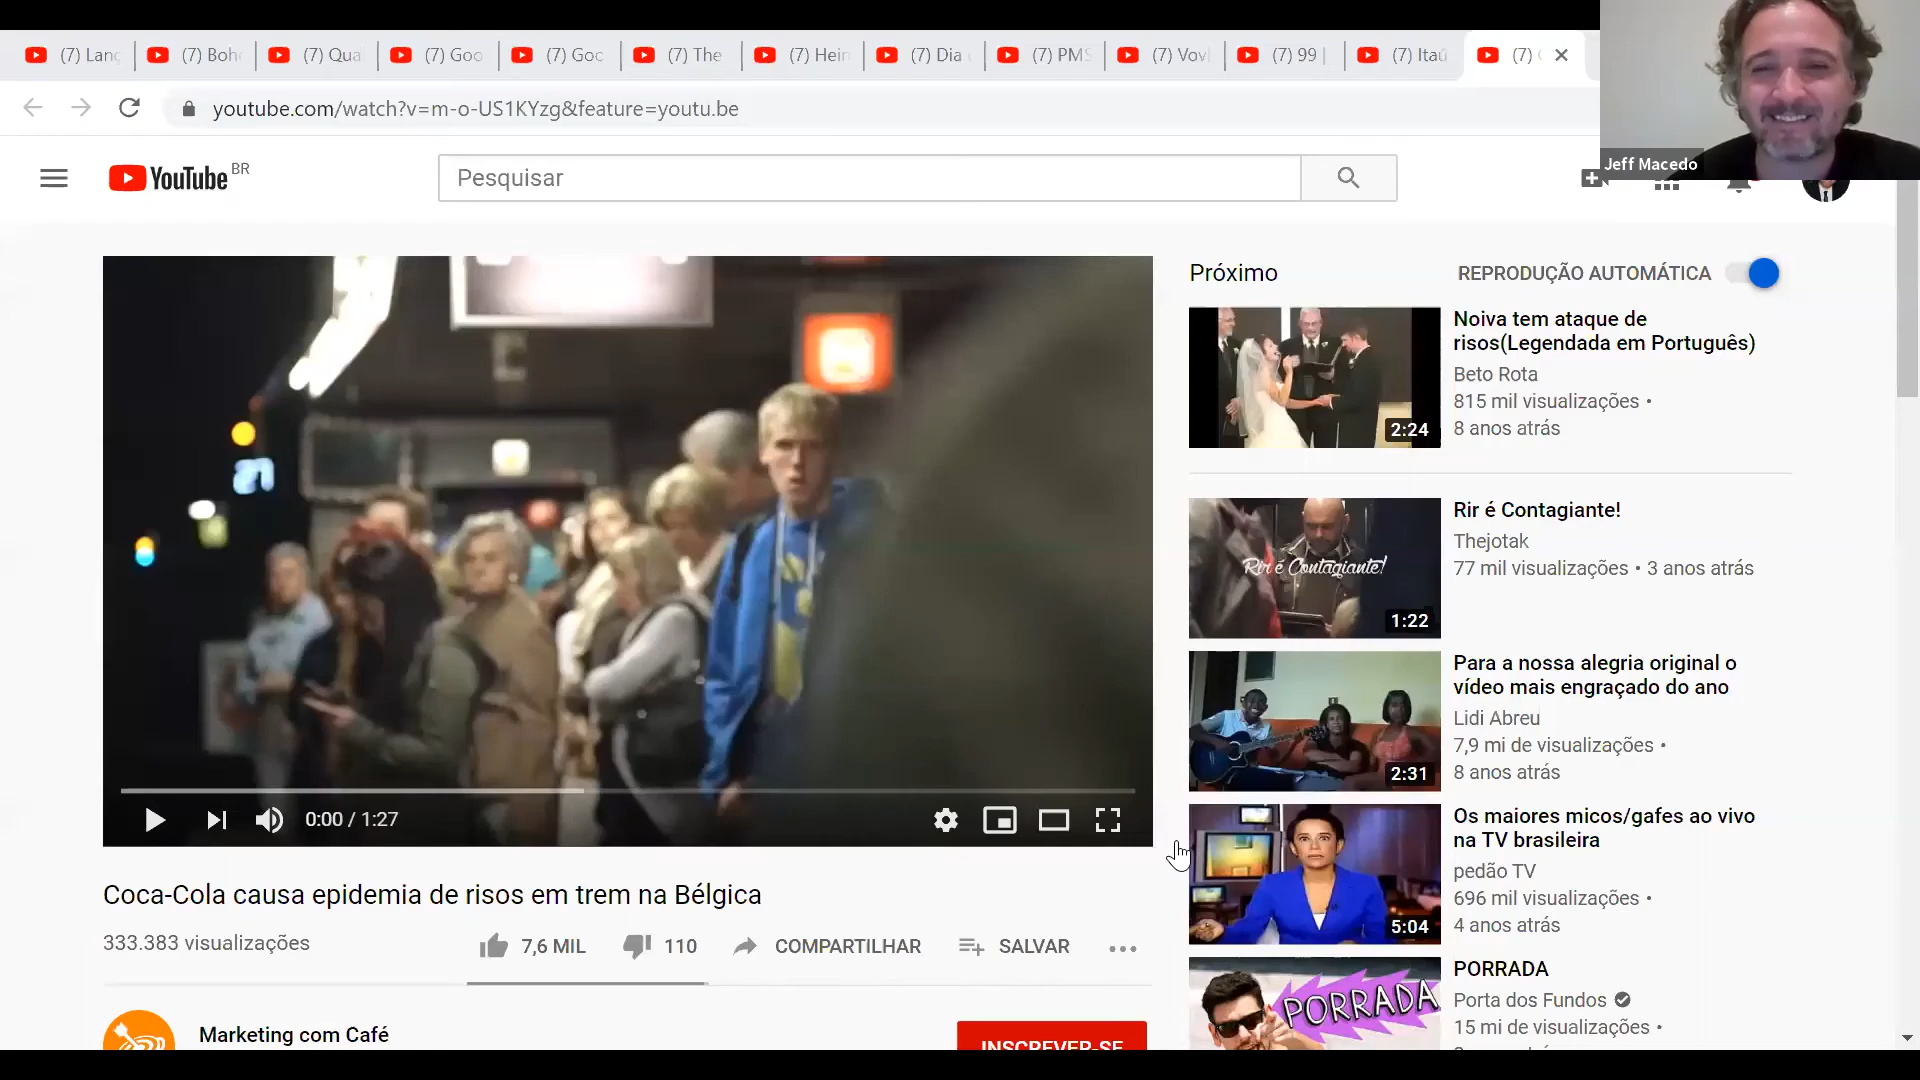 (7) Lanç
(7) Boh
(7) Qua
(7) Goo
(7) Goo
(7) The
(7) Hein
(7) Dia
(7) PMS
(7) Vovi
(7) 99 |
(7) Itaú
(7)
youtube.com/watch?v=m-o-US1KYzg&feature=youtu.be
Jeff Macedo
YouTube BR
Pesquisar
Próximo
REPRODUÇÃO AUTOMÁTICA
Noiva tem ataque de
risos(Legendada em Português)
Beto Rota
815 mil visualizações •
8 anos atrás
2:24
Rir é Contagiante!
Thejotak
77 mil visualizações • 3 anos atrás
Rir é Contagiante!
1:22
Para a nossa alegria original o
vídeo mais engraçado do ano
Lidi Abreu
7,9 mi de visualizações •
8 anos atrás
2:31
Os maiores micos/gafes ao vivo
na TV brasileira
pedão TV
696 mil visualizações •
4 anos atrás
5:04
PORRADA
Porta dos Fundos
15 mi de visualizações •
PORRADA
0:00 / 1:27
Coca-Cola causa epidemia de risos em trem na Bélgica
333.383 visualizações
7,6 MIL
110
COMPARTILHAR
SALVAR
Marketing com Café
INSCREVER-SE